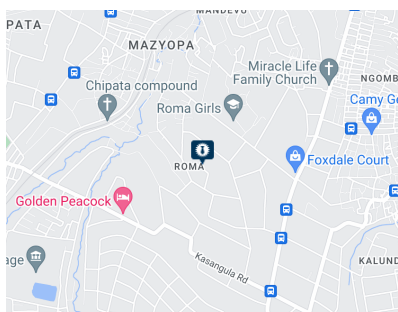 MANDEVU
PATA
MAZYOPA
Miracle Life
Family Church
NGOMB
Chipata compound
Roma Girls
Camy Go
ROMA
Foxdale Court
Golden Peacock
Kasangula Rd
age
KALUND